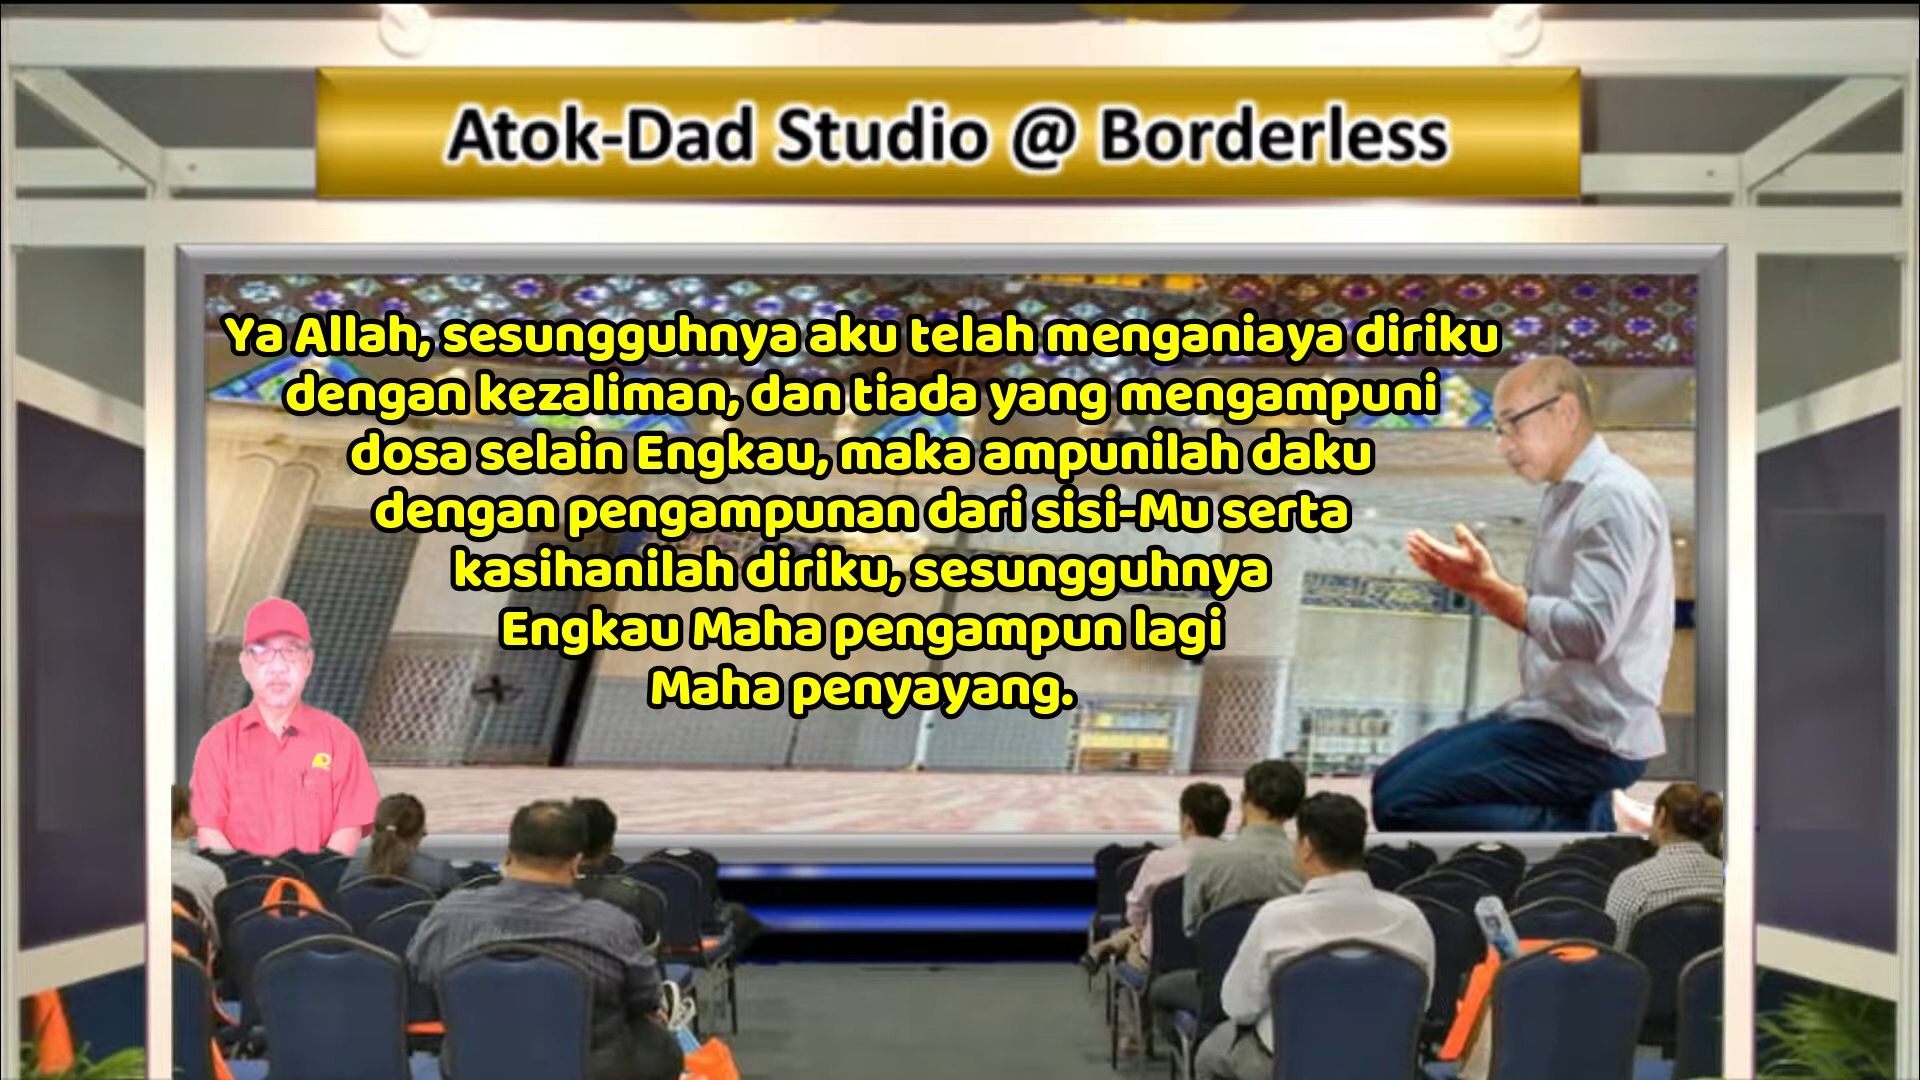 Atok-Dad Studio @ Borderless
Ya Allah, sesungguhnya aku telah menganiaya diriku
dengan kezaliman, dan tiada yang mengampuni
dosa selain Engkau, maka ampunilah daku
dengan pengampunan dari sisi-Mu serta
kasihanilah diriku, sesungguhnya
Engkau Maha pengampun lagi
Maha penyayang.